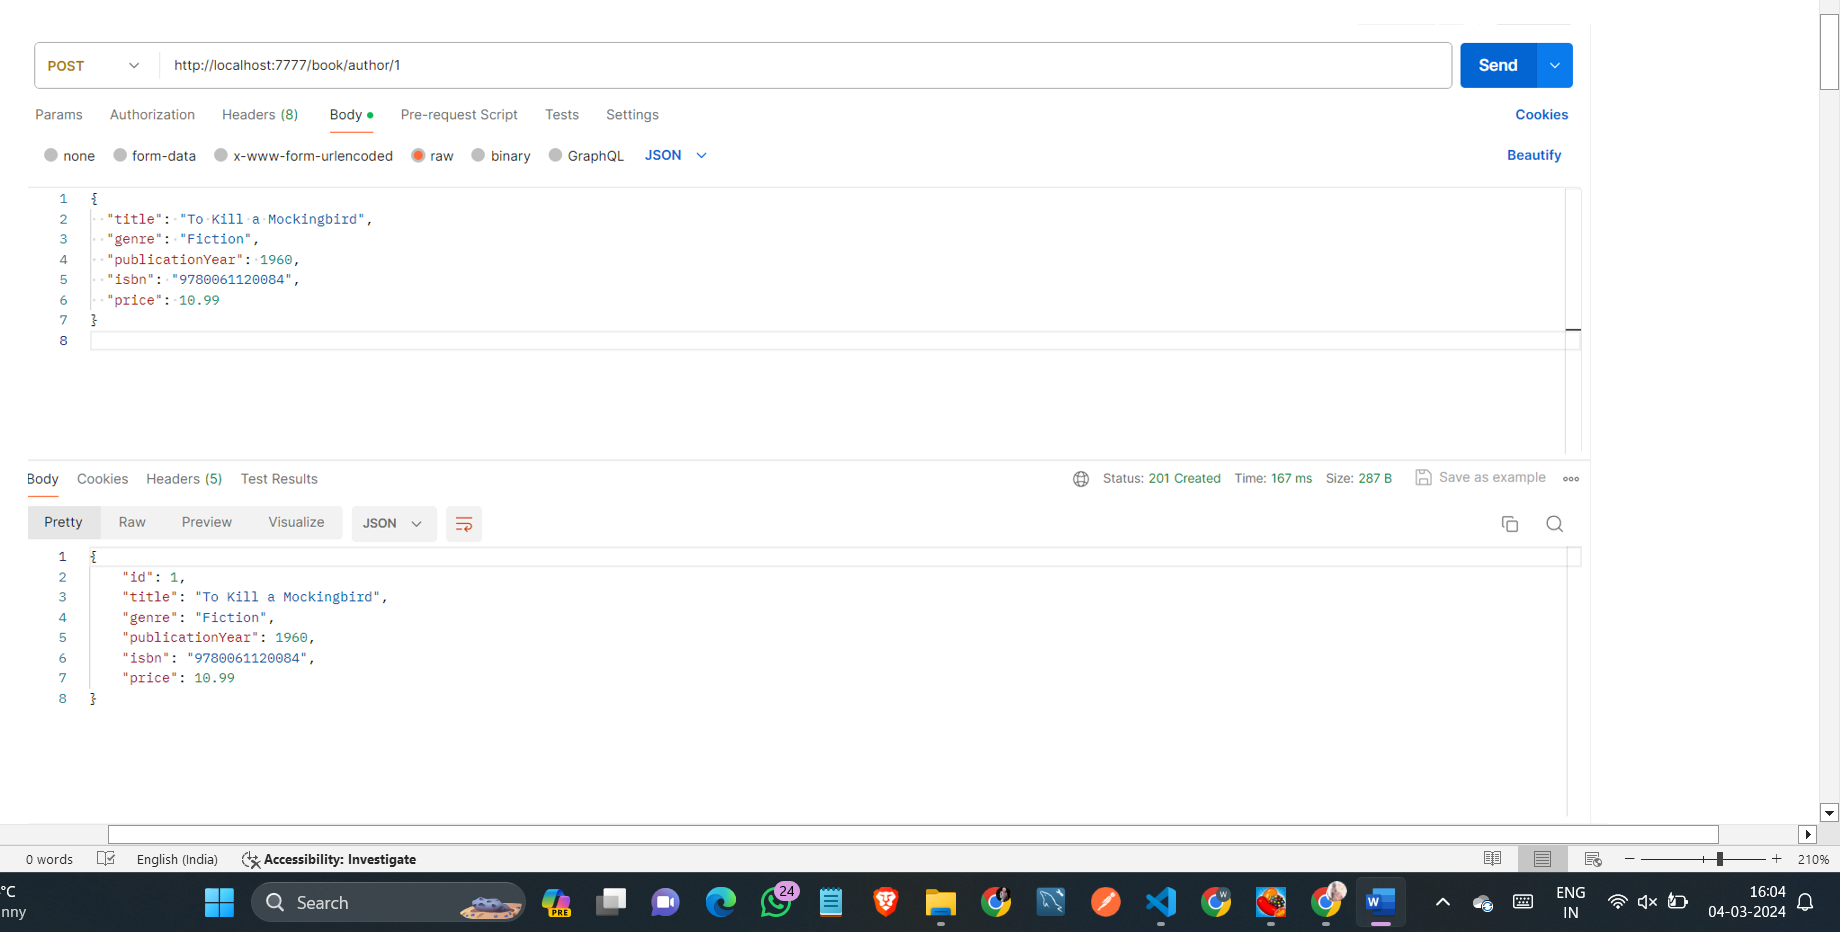 POST http://localhost:7777/book/author/1 Send
Params Authorization Headers (8) Body Pre-request Script Tests Settings Cookies
none form-data x-www-form-urlencoded raw binary GraphQL JSON Beautify
1 {
2 "title": "To Kill a Mockingbird",
3 "genre": "Fiction",
4 "publicationYear": 1960,
5 "isbn": "9780061120084",
6 "price": 10.99
7 }
8
Body Cookies Headers (5) Test Results Status: 201 Created Time: 167 ms Size: 287 B Save as example
Pretty Raw Preview Visualize JSON
1 {
2 "id": 1,
3 "title": "To Kill a Mockingbird",
4 "genre": "Fiction",
5 "publicationYear": 1960,
6 "isbn": "9780061120084",
7 "price": 10.99
8 }
0 words English (India) Accessibility: Investigate 210%
°C Search PRE 24 W W ENG 16:04
nny IN 04-03-2024